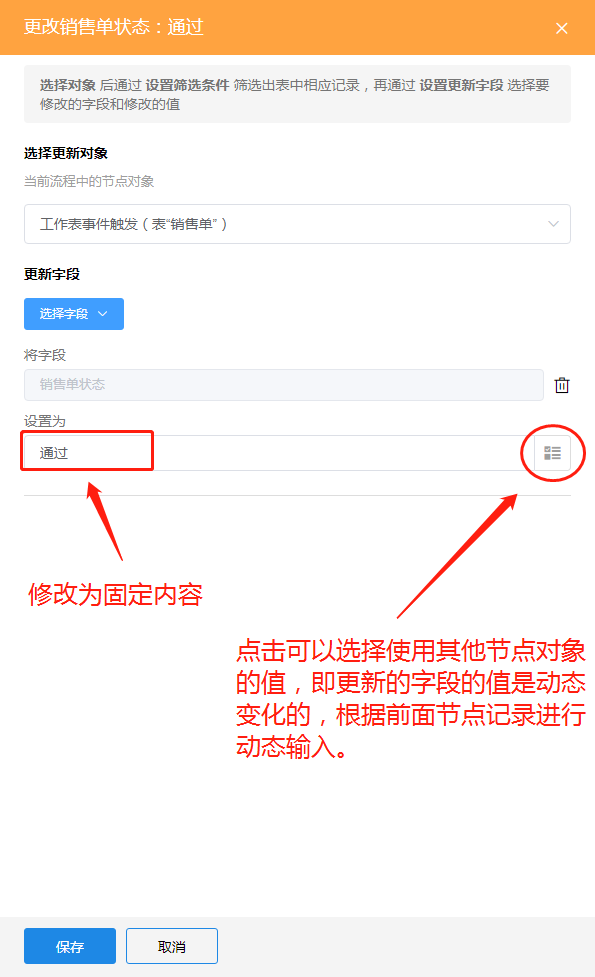 更改销售单状态：通过
选择对象 后通过 设置筛选条件 筛选出表中相应记录，再通过 设置更新字段 选择要
修改的字段和修改的值
选择更新对象
当前流程中的节点对象
工作表事件触发（表“销售单”）
更新字段
选择字段
将字段
销售单状态
设置为
通过
修改为固定内容
点击可以选择使用其他节点对象
的值，即更新的字段的值是动态
变化的，根据前面节点记录进行
动态输入。
保存
取消